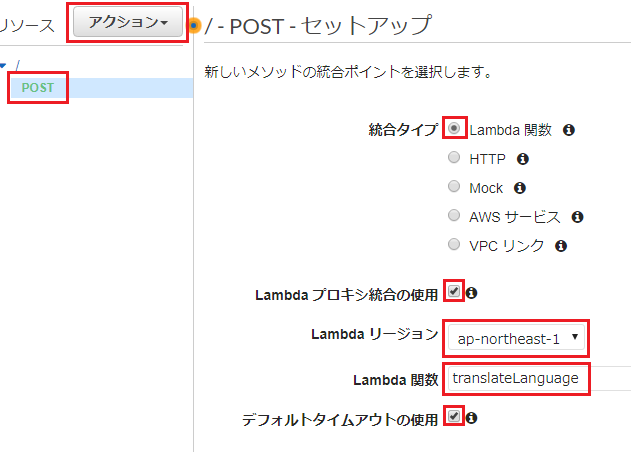 リソース
アクション
/ - POST - セットアップ
/
POST
新しいメソッドの統合ポイントを選択します。
統合タイプ Lambda 関数
HTTP
Mock
AWS サービス
VPC リンク
Lambda プロキシ統合の使用
Lambda リージョン ap-northeast-1
Lambda 関数 translateLanguage
デフォルトタイムアウトの使用